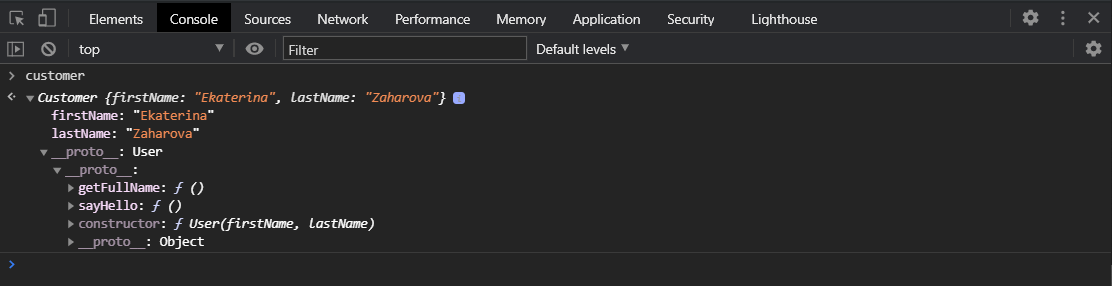 Elements Console Sources Network Performance Memory Application Security Lighthouse
top Filter Default levels
customer
Customer {firstName: "Ekaterina", lastName: "Zaharova"}
firstName: "Ekaterina"
lastName: "Zaharova"
__proto__: User
__proto__:
getFullName: ƒ ()
sayHello: ƒ ()
constructor: ƒ User(firstName, lastName)
__proto__: Object